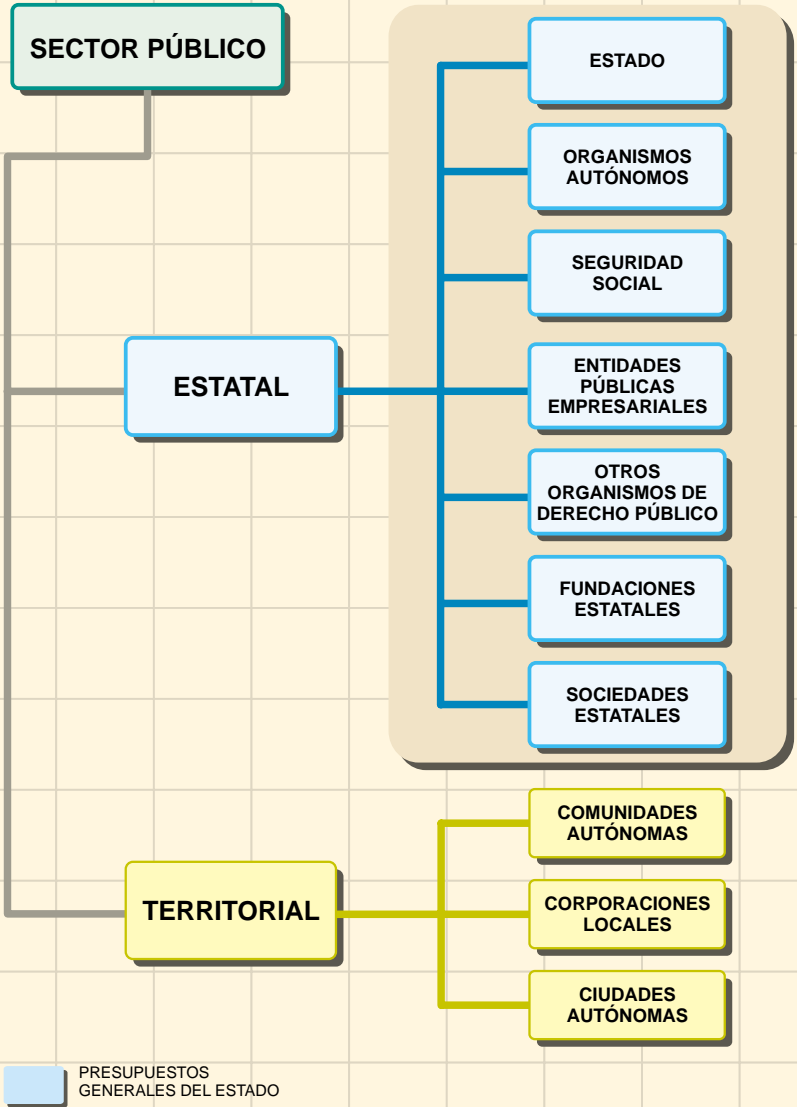 SECTOR PÚBLICO
ESTADO
ORGANISMOS
AUTÓNOMOS
SEGURIDAD
SOCIAL
ESTATAL
ENTIDADES
PÚBLICAS
EMPRESARIALES
OTROS
ORGANISMOS DE
DERECHO PÚBLICO
FUNDACIONES
ESTATALES
SOCIEDADES
ESTATALES
TERRITORIAL
COMUNIDADES
AUTÓNOMAS
CORPORACIONES
LOCALES
CIUDADES
AUTÓNOMAS
PRESUPUESTOS
GENERALES DEL ESTADO